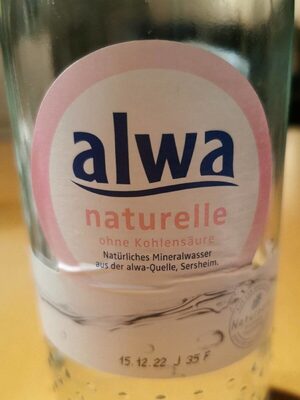 alwa
naturelle
ohne Kohlensäure
Natürliches Mineralwasser
aus der alwa-Quelle, Sersheim.
15.12.22 J 35 F